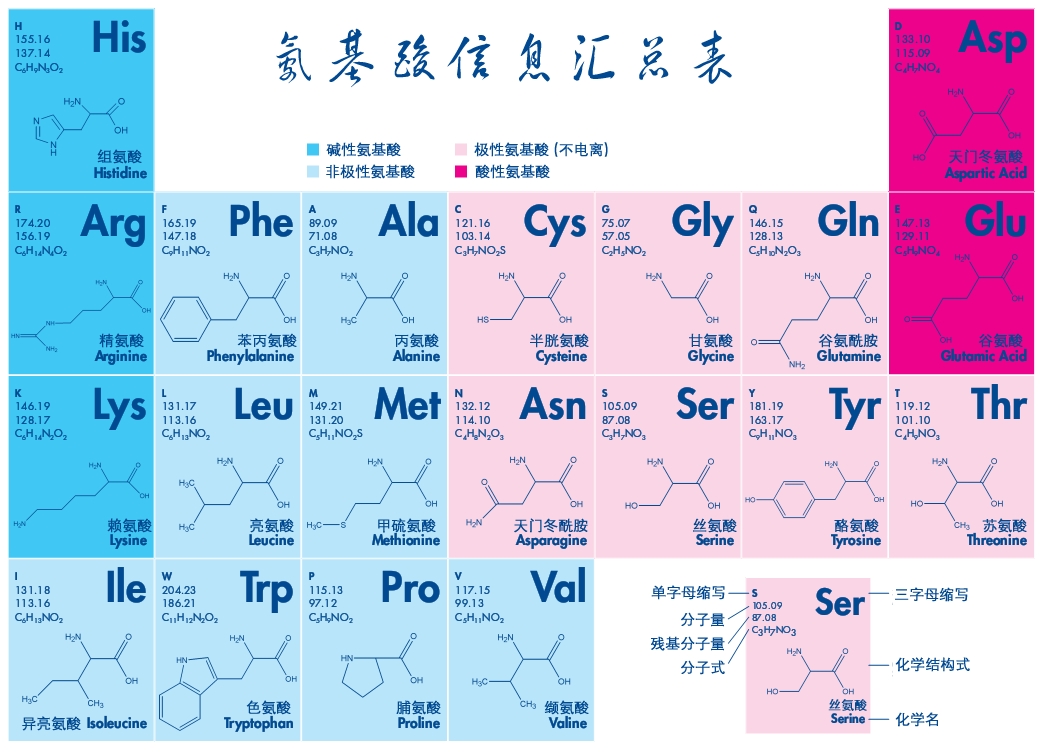 氨基酸信息汇总表
碱性氨基酸
极性氨基酸 (不电离)
非极性氨基酸
酸性氨基酸
H
His
155.16
137.14
C6H9N3O2
H2N
O
OH
N
N
H
组氨酸
Histidine
D
Asp
133.10
115.09
C4H7NO4
H2N
O
O
OH
HO
天门冬氨酸
Aspartic Acid
R
Arg
174.20
156.19
C6H14N4O2
H2N
O
OH
NH
HN
NH2
精氨酸
Arginine
F
Phe
165.19
147.18
C9H11NO2
H2N
O
OH
苯丙氨酸
Phenylalanine
A
Ala
89.09
71.08
C3H7NO2
H2N
O
OH
H3C
丙氨酸
Alanine
C
Cys
121.16
103.14
C3H7NO2S
H2N
O
HS
OH
半胱氨酸
Cysteine
G
Gly
75.07
57.05
C2H5NO2
H2N
O
OH
甘氨酸
Glycine
Q
Gln
146.15
128.13
C5H10N2O3
H2N
O
OH
O
NH2
谷氨酰胺
Glutamine
E
Glu
147.13
129.11
C5H9NO4
H2N
O
OH
O
OH
谷氨酸
Glutamic Acid
K
Lys
146.19
128.17
C6H14N2O2
H2N
O
OH
H2N
赖氨酸
Lysine
L
Leu
131.17
113.16
C6H13NO2
H2N
O
H3C
OH
H3C
亮氨酸
Leucine
M
Met
149.21
131.20
C5H11NO2S
H2N
O
OH
H3C
S
甲硫氨酸
Methionine
N
Asn
132.12
114.10
C4H8N2O3
H2N
O
O
OH
H2N
天门冬酰胺
Asparagine
S
Ser
105.09
87.08
C3H7NO3
H2N
O
HO
OH
丝氨酸
Serine
Y
Tyr
181.19
163.17
C9H11NO3
H2N
O
HO
OH
酪氨酸
Tyrosine
T
Thr
119.12
101.10
C4H9NO3
H2N
O
HO
OH
CH3
苏氨酸
Threonine
I
Ile
131.18
113.16
C6H13NO2
H2N
O
OH
H3C
CH3
异亮氨酸 Isoleucine
W
Trp
204.23
186.21
C11H12N2O2
H2N
O
HN
OH
色氨酸
Tryptophan
P
Pro
115.13
97.12
C5H9NO2
O
HN
OH
脯氨酸
Proline
V
Val
117.15
99.13
C5H11NO2
H2N
O
H3C
OH
CH3
缬氨酸
Valine
单字母缩写
分子量
残基分子量
分子式
S
Ser
105.09
87.08
C3H7NO3
H2N
O
HO
OH
丝氨酸
Serine
三字母缩写
化学结构式
化学名